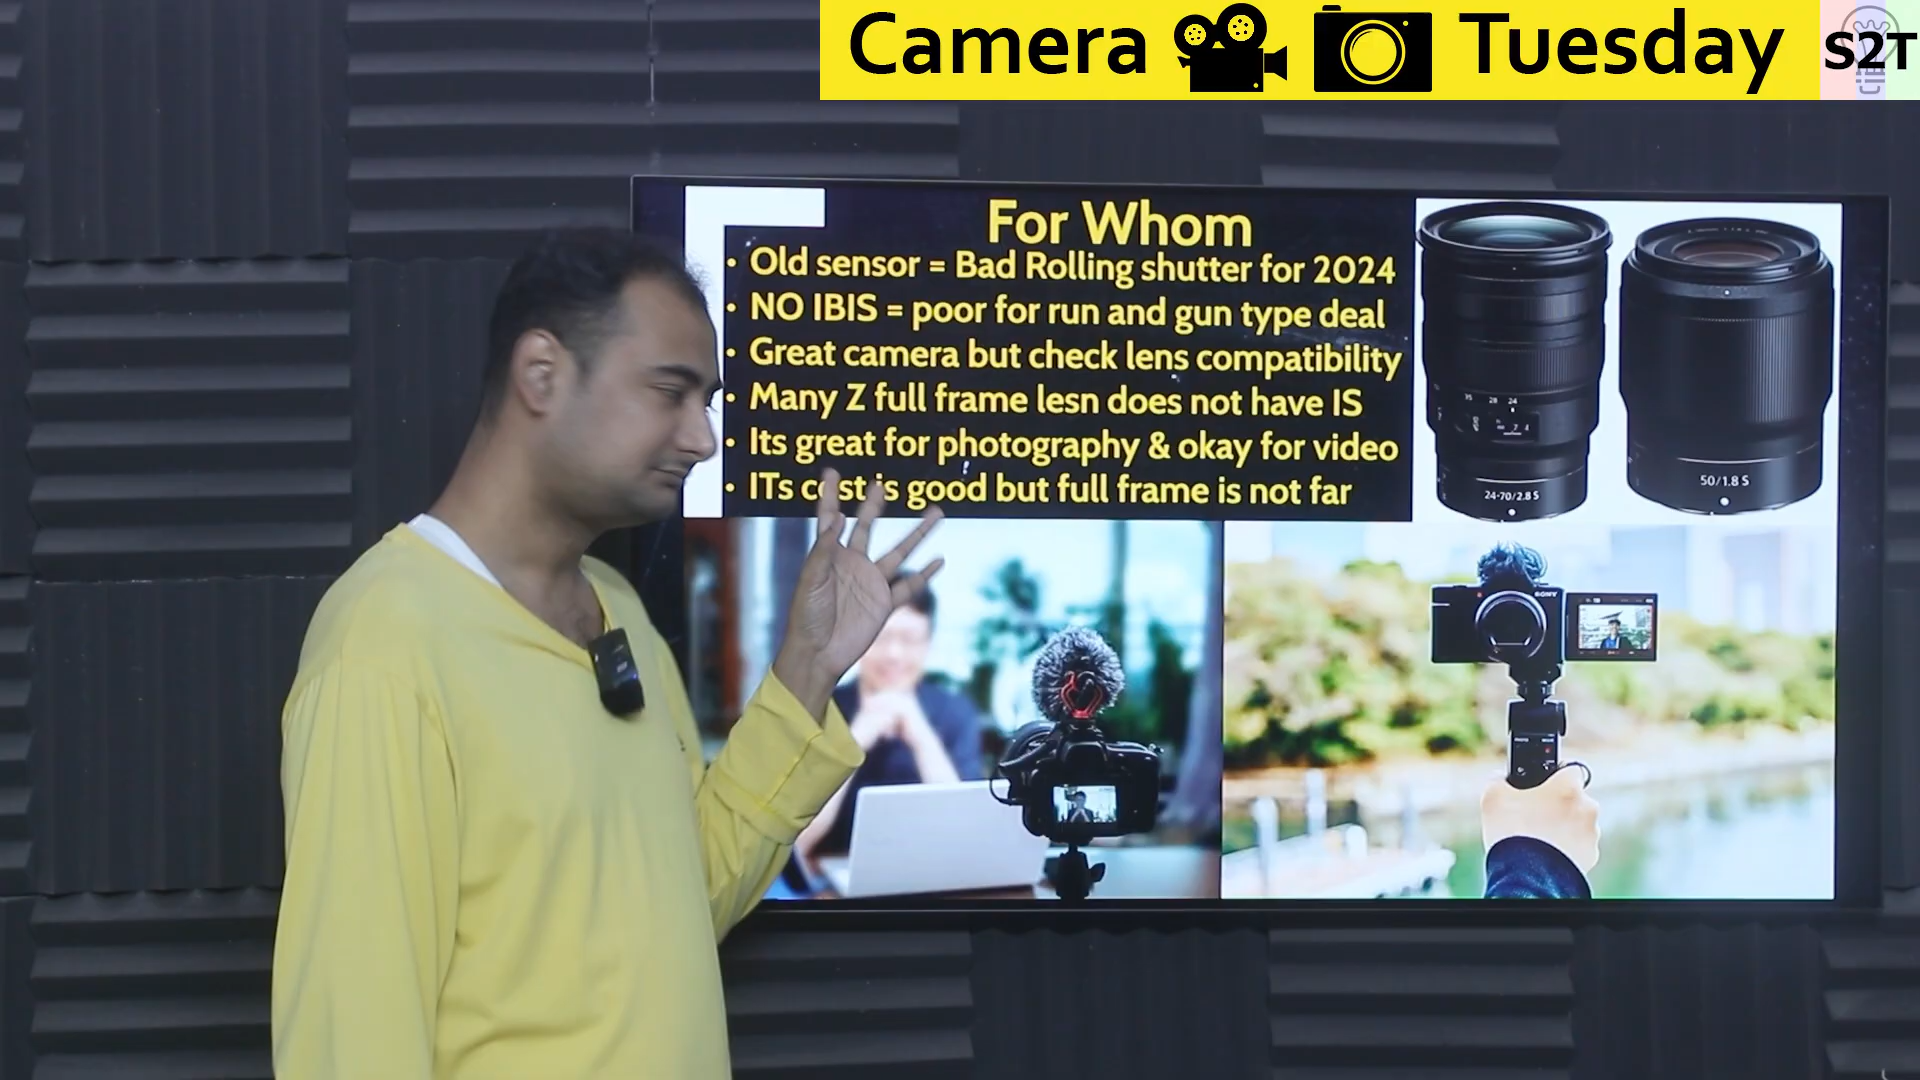 Camera Tuesday S2T
For Whom
• Old sensor = Bad Rolling shutter for 2024
• NO IBIS = poor for run and gun type deal
• Great camera but check lens compatibility
• Many Z full frame lesn does not have IS
• Its great for photography & okay for video
• ITs cost is good but full frame is not far
24-70/2.8 S
50/1.8 S
SONY